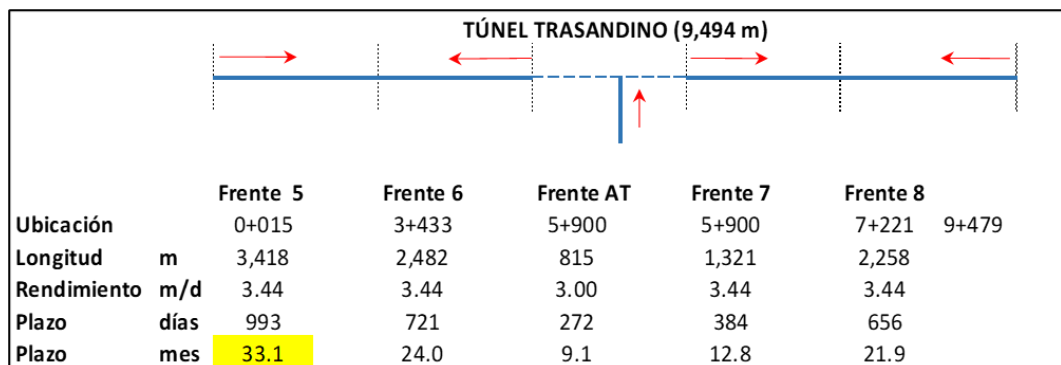 TÚNEL TRASANDINO (9,494 m)
Frente 5 Frente 6 Frente AT Frente 7 Frente 8
Ubicación 0+015 3+433 5+900 5+900 7+221 9+479
Longitud m 3,418 2,482 815 1,321 2,258
Rendimiento m/d 3.44 3.44 3.00 3.44 3.44
Plazo días 993 721 272 384 656
Plazo mes 33.1 24.0 9.1 12.8 21.9